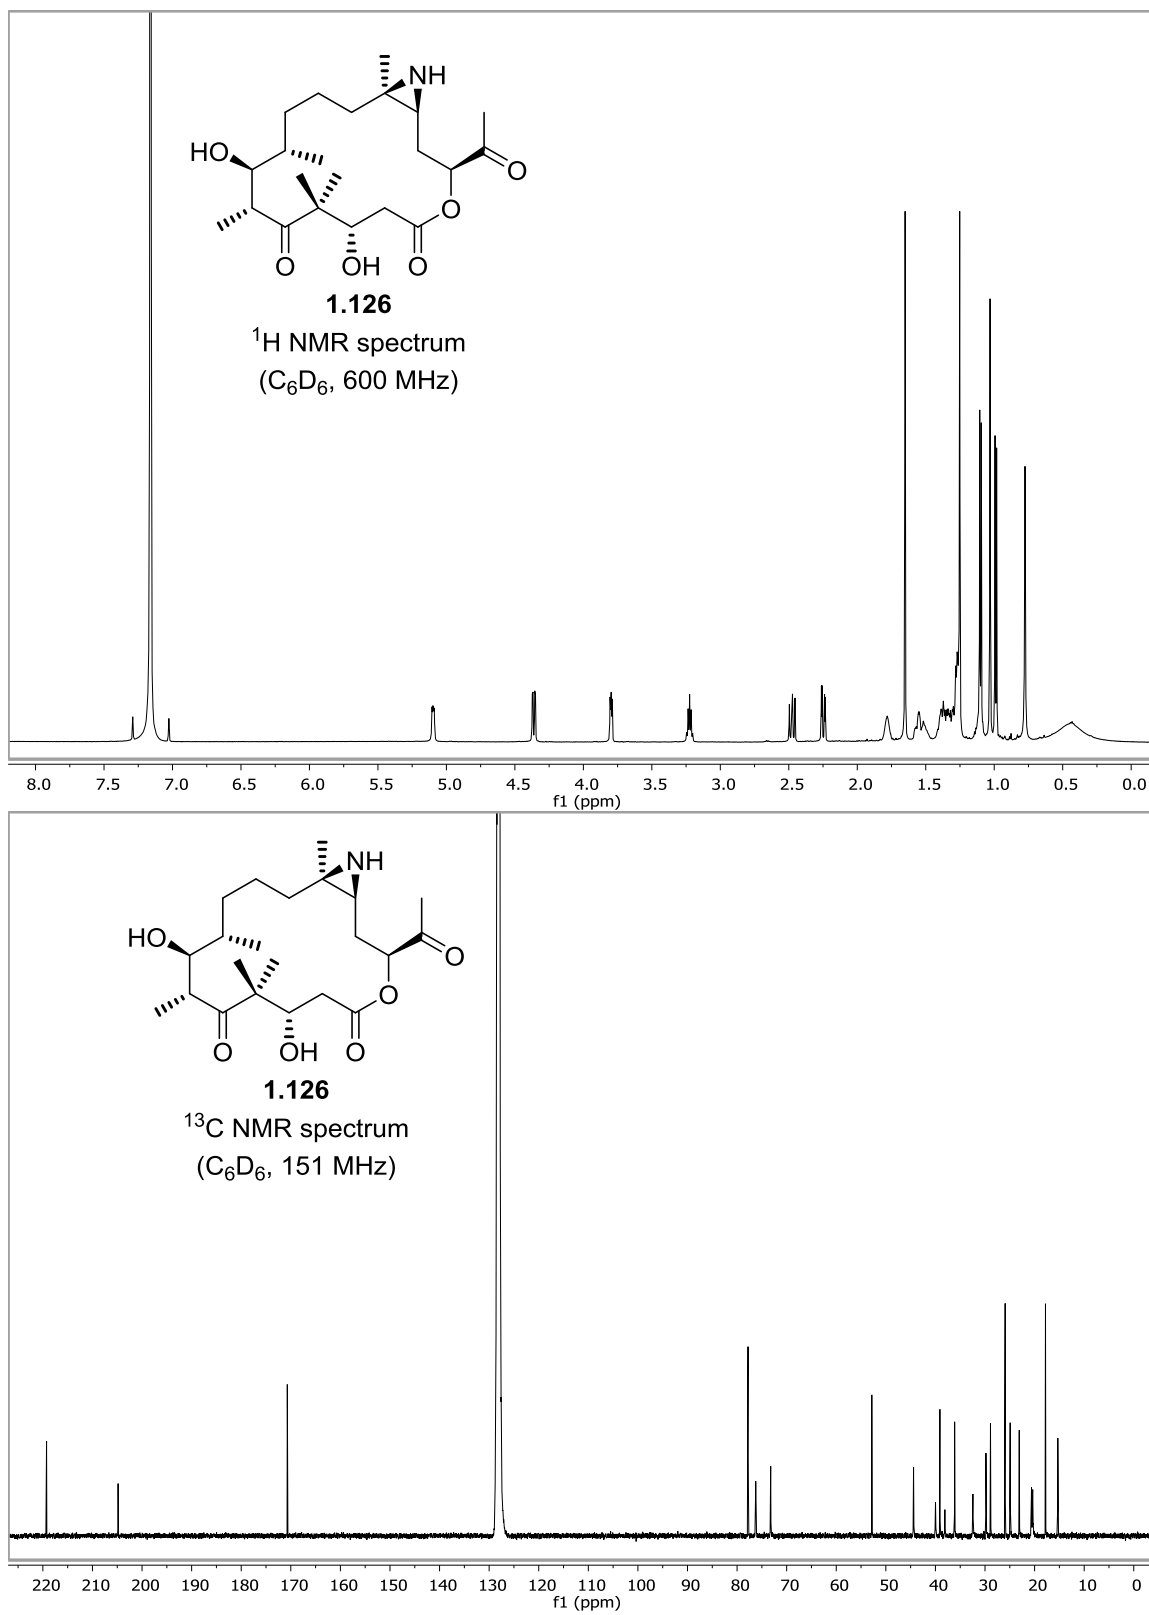 NH
HO
O
O
O
OH
O
1.126
¹H NMR spectrum
(C₆D₆, 600 MHz)
8.0 7.5 7.0 6.5 6.0 5.5 5.0 4.5 4.0 3.5 3.0 2.5 2.0 1.5 1.0 0.5 0.0
f1 (ppm)
NH
HO
O
O
O
OH
O
1.126
¹³C NMR spectrum
(C₆D₆, 151 MHz)
220 210 200 190 180 170 160 150 140 130 120 110 100 90 80 70 60 50 40 30 20 10 0
f1 (ppm)